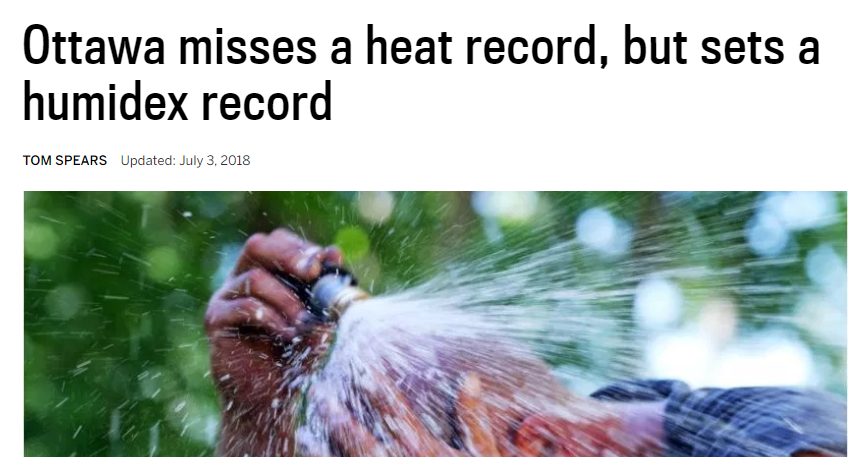 Ottawa misses a heat record, but sets a
humidex record
TOM SPEARS Updated: July 3, 2018